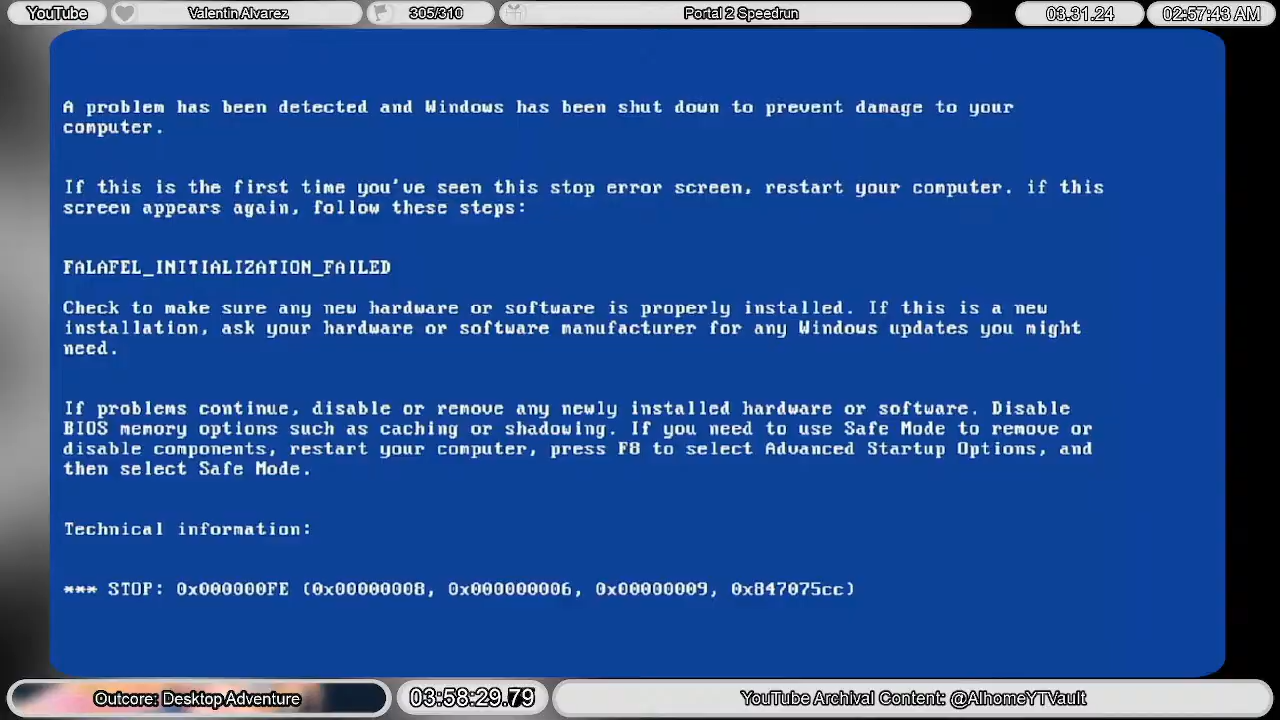 YouTube
Valentin Alvarez
305/310
Portal 2 Speedrun
03.31.24
02:57:43 AM
A problem has been detected and Windows has been shut down to prevent damage to your
computer.
If this is the first time you've seen this stop error screen, restart your computer. if this
screen appears again, follow these steps:
FALAFEL_INITIALIZATION_FAILED
Check to make sure any new hardware or software is properly installed. If this is a new
installation, ask your hardware or software manufacturer for any Windows updates you might
need.
If problems continue, disable or remove any newly installed hardware or software. Disable
BIOS memory options such as caching or shadowing. If you need to use Safe Mode to remove or
disable components, restart your computer, press F8 to select Advanced Startup Options, and
then select Safe Mode.
Technical information:
*** STOP: 0x000000FE (0x00000008, 0x000000006, 0x00000009, 0x847075cc)
Outcore: Desktop Adventure
03:58:29.79
YouTube Archival Content: @AlhomeYTVault